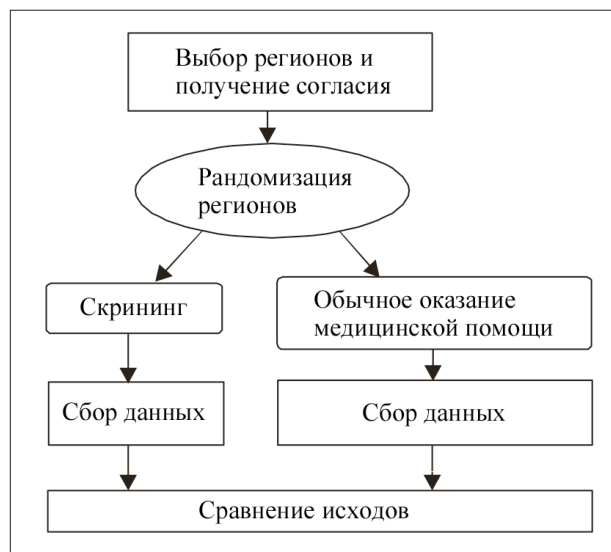 Выбор регионов и
получение согласия
Рандомизация
регионов
Скрининг
Обычное оказание
медицинской помощи
Сбор данных
Сбор данных
Сравнение исходов